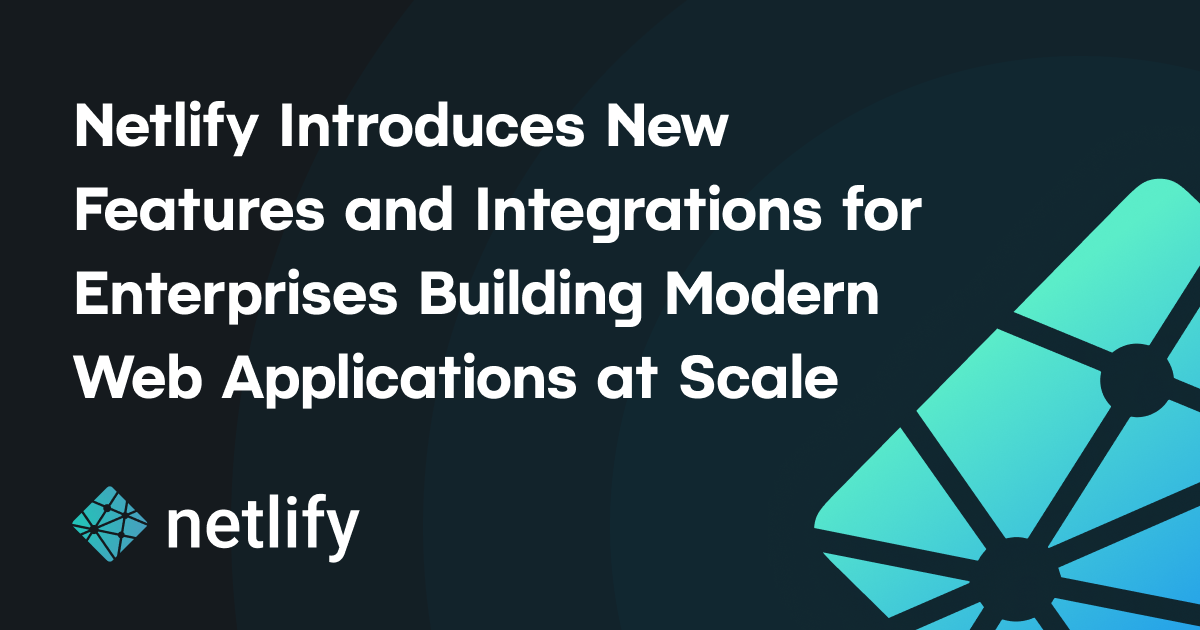 Netlify Introduces New
Features and Integrations for
Enterprises Building Modern
Web Applications at Scale
netlify